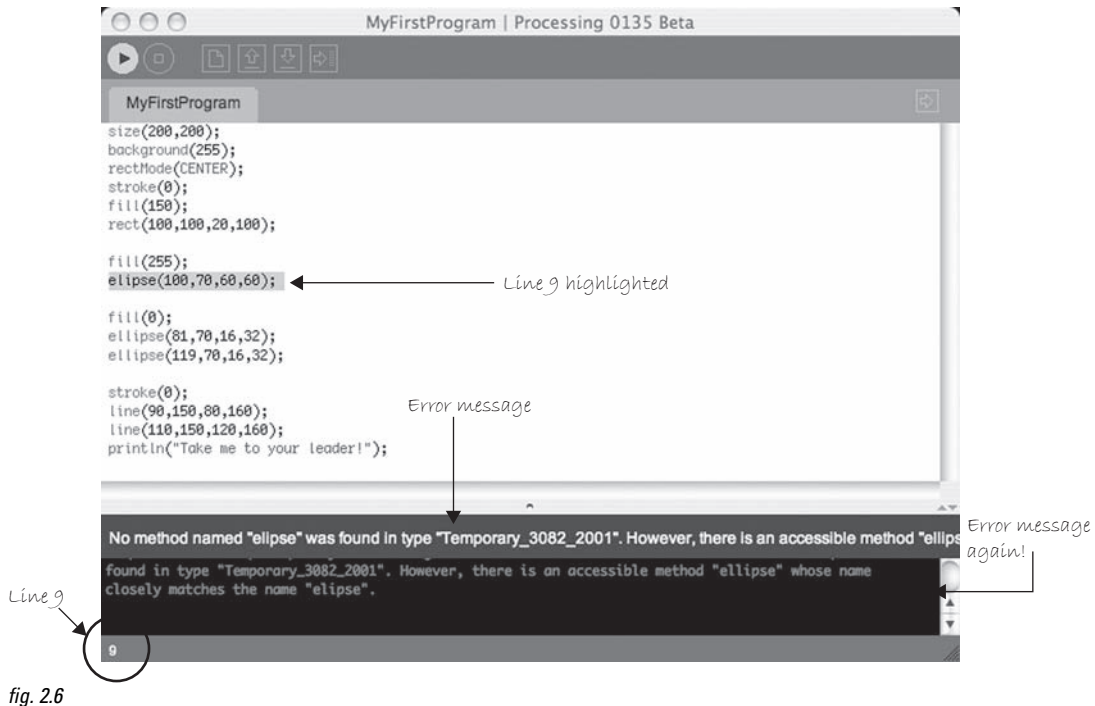 MyFirstProgram | Processing 0135 Beta
MyFirstProgram
size(200,200);
background(255);
rectMode(CENTER);
stroke(0);
fill(150);
rect(100,100,20,100);
fill(255);
elipse(100,70,60,60);
Line 9 highlighted
fill(0);
ellipse(81,70,16,32);
ellipse(119,70,16,32);
stroke(0);
line(90,150,80,160);
line(110,150,120,160);
println("Take me to your leader!");
Error message
No method named "elipse" was found in type "Temporary_3082_2001". However, there is an accessible method "ellips
Error message
again!
found in type "Temporary_3082_2001". However, there is an accessible method "ellipse" whose name
closely matches the name "elipse".
Line 9
9
fig. 2.6